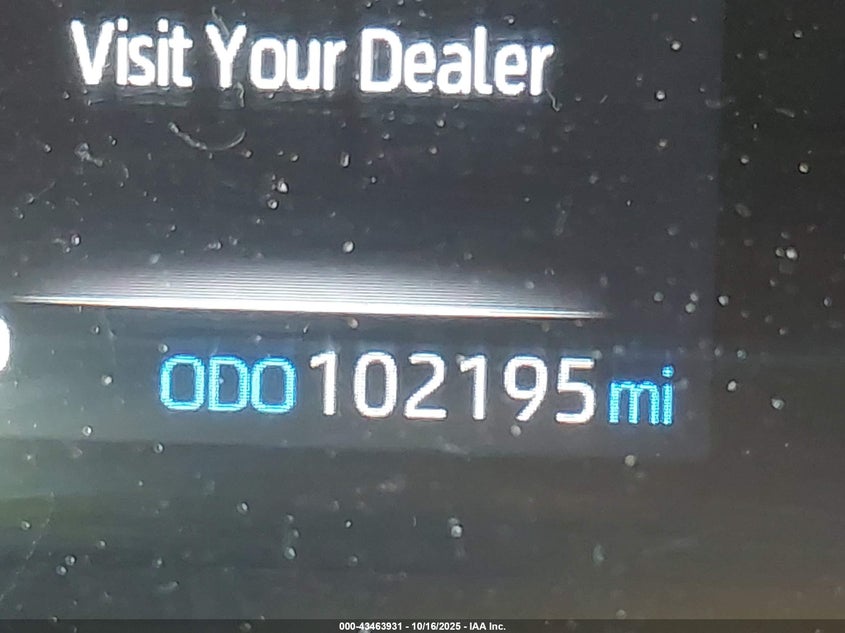 Visit Your Dealer
ODO 102195 mi
000-43463931 - 10/16/2025 - IAA Inc.